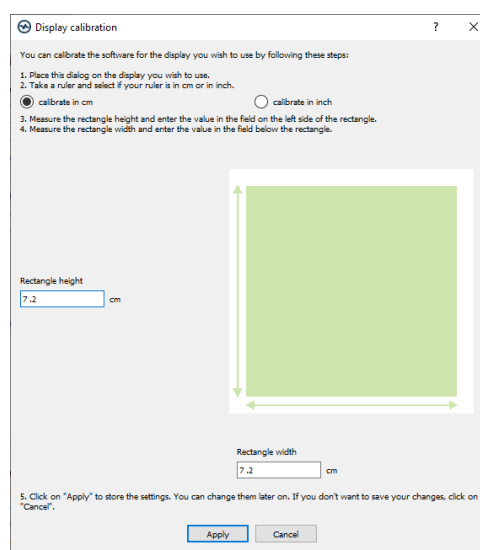 Display calibration ? X
You can calibrate the software for the display you wish to use by following these steps:
1. Place this dialog on the display you wish to use.
2. Take a ruler and select if your ruler is in cm or in inch.
calibrate in cm calibrate in inch
3. Measure the rectangle height and enter the value in the field on the left side of the rectangle.
4. Measure the rectangle width and enter the value in the field below the rectangle.
Rectangle height
7.2 cm
Rectangle width
7.2 cm
5. Click on "Apply" to store the settings. You can change them later on. If you don't want to save your changes, click on
"Cancel".
Apply Cancel